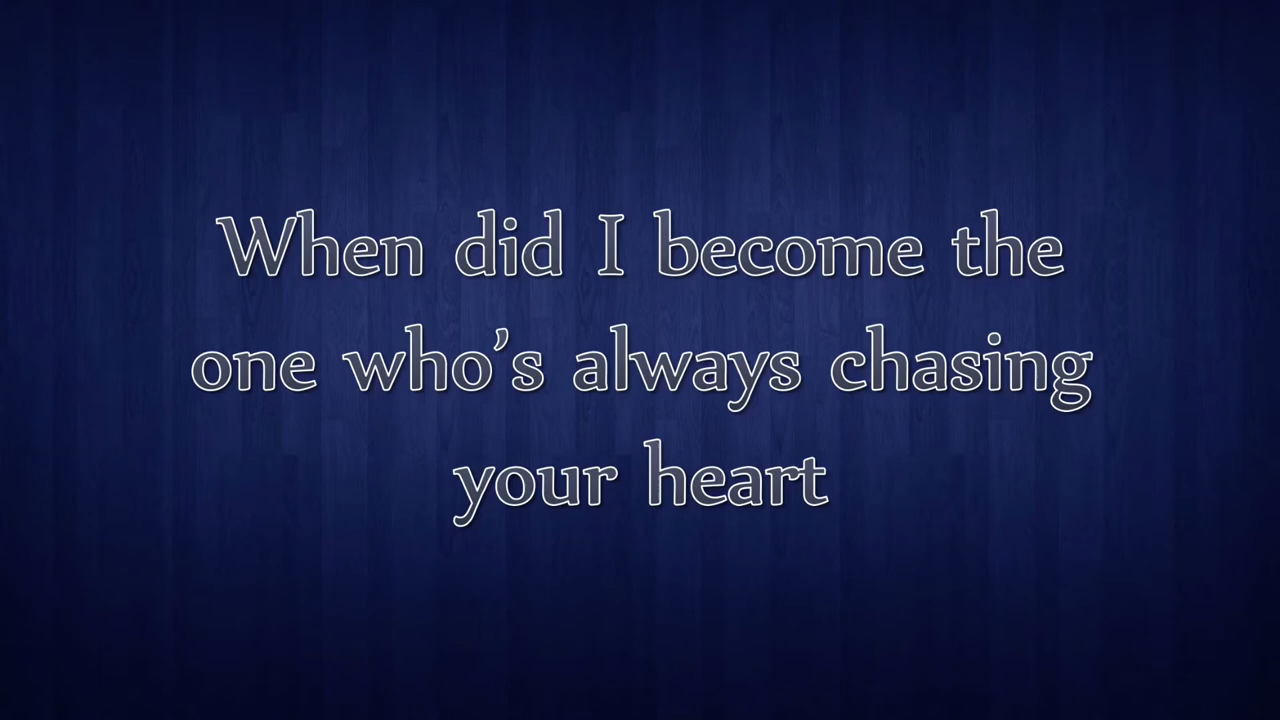 When did I become the
one who’s always chasing
your heart